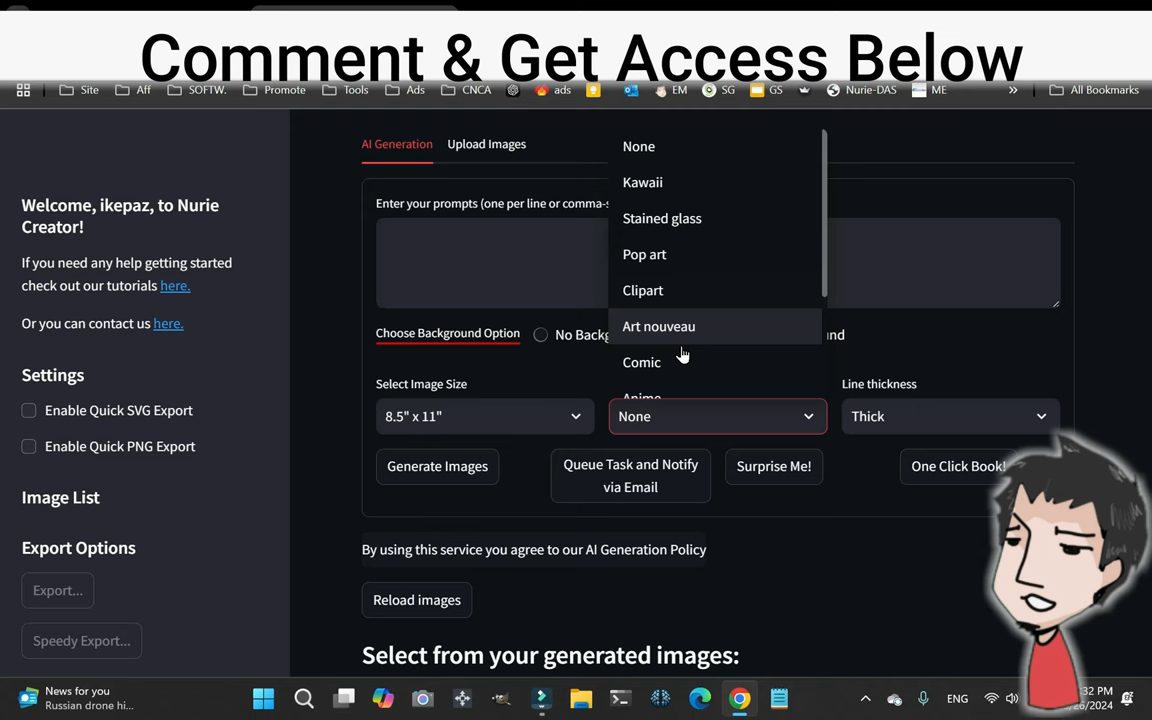 Comment & Get Access Below
Site Aff SOFTW. Promote Tools Ads CNCA ads EM SG GS Nurie-DAS ME » All Bookmarks
AI Generation Upload Images
None
Kawaii
Stained glass
Pop art
Clipart
Art nouveau
Comic
Anime
Welcome, ikepaz, to Nurie
Creator!
If you need any help getting started
check out our tutorials here.
Or you can contact us here.
Settings
Enable Quick SVG Export
Enable Quick PNG Export
Image List
Export Options
Export...
Speedy Export...
Enter your prompts (one per line or comma-s
Choose Background Option No Backg
Select Image Size Line thickness
8.5" x 11" None Thick
Generate Images Queue Task and Notify
via Email Surprise Me! One Click Book!
By using this service you agree to our AI Generation Policy
Reload images
Select from your generated images:
News for you
Russian drone hi...
ENG